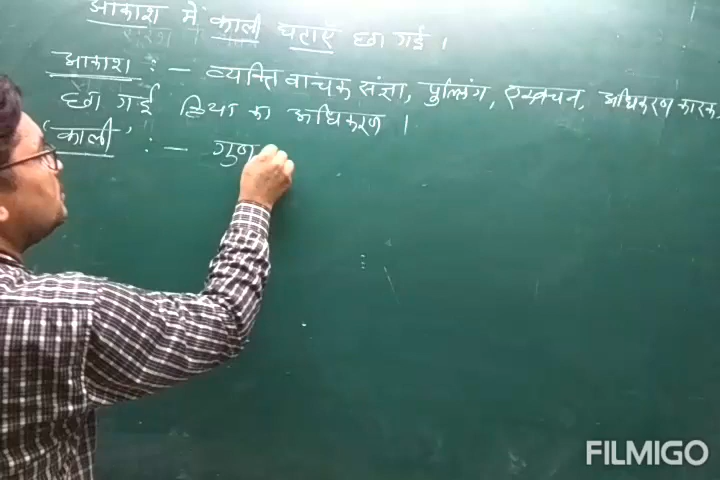 आकाश में काली घटाएँ छा गई ।
आकाश :- व्यक्ति वाचक संज्ञा, पुल्लिंग, एकवचन, अधिकरण कारक,
छा गई क्रिया का अधिकरण ।
'काली' :- गुण
FILMIGO